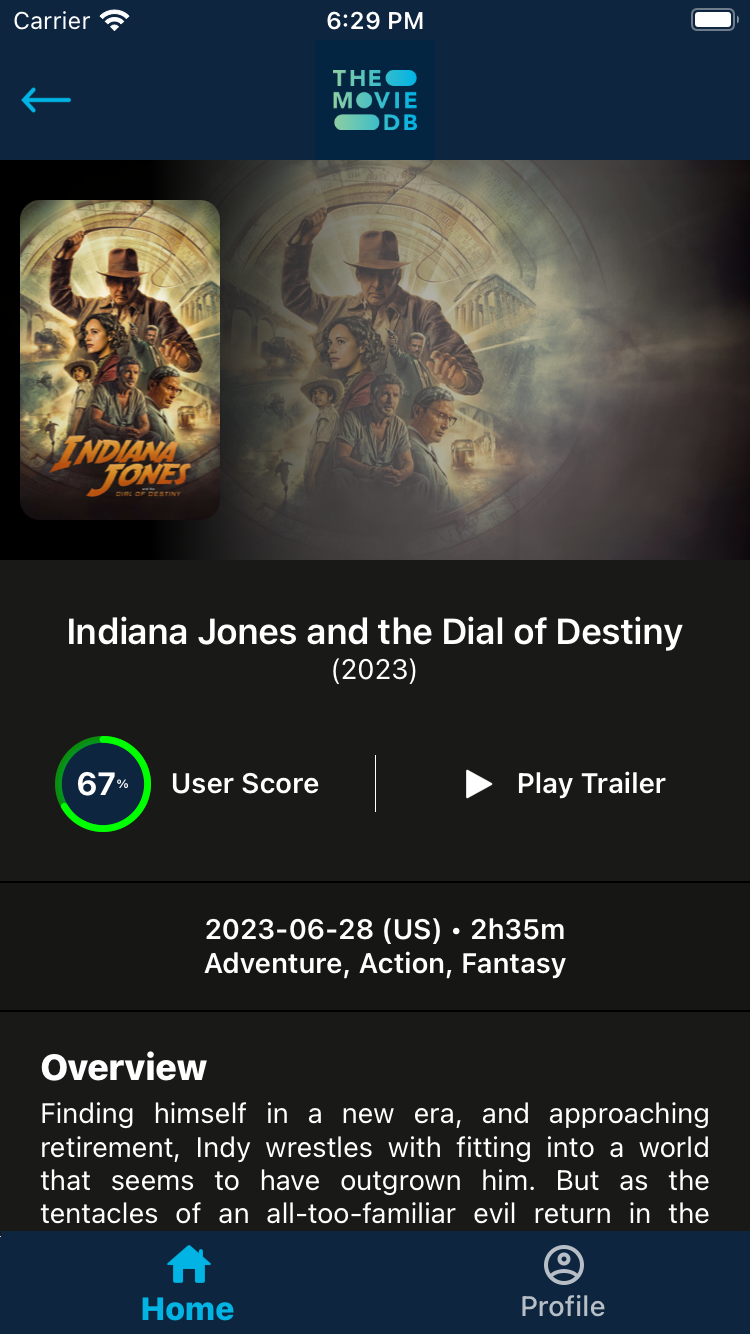 Carrier 6:29 PM
THE
MOVIE
DB
INDIANA
JONES
AND THE
DIAL OF DESTINY
Indiana Jones and the Dial of Destiny
(2023)
67%
User Score
Play Trailer
2023-06-28 (US) • 2h35m
Adventure, Action, Fantasy
Overview
Finding himself in a new era, and approaching
retirement, Indy wrestles with fitting into a world
that seems to have outgrown him. But as the
tentacles of an all-too-familiar evil return in the
Home
Profile